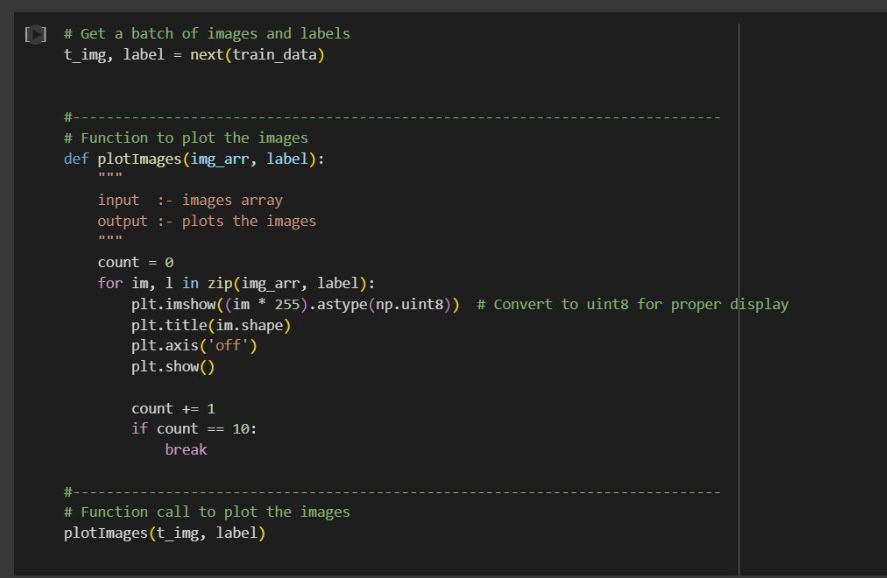 [ ] # Get a batch of images and labels
t_img, label = next(train_data)
#-----------------------------------------------------------------------------
# Function to plot the images
def plotImages(img_arr, label):
    """
    input  :- images array
    output :- plots the images
    """
    count = 0
    for im, l in zip(img_arr, label):
        plt.imshow((im * 255).astype(np.uint8))  # Convert to uint8 for proper display
        plt.title(im.shape)
        plt.axis('off')
        plt.show()
        count += 1
        if count == 10:
            break
#-----------------------------------------------------------------------------
# Function call to plot the images
plotImages(t_img, label)